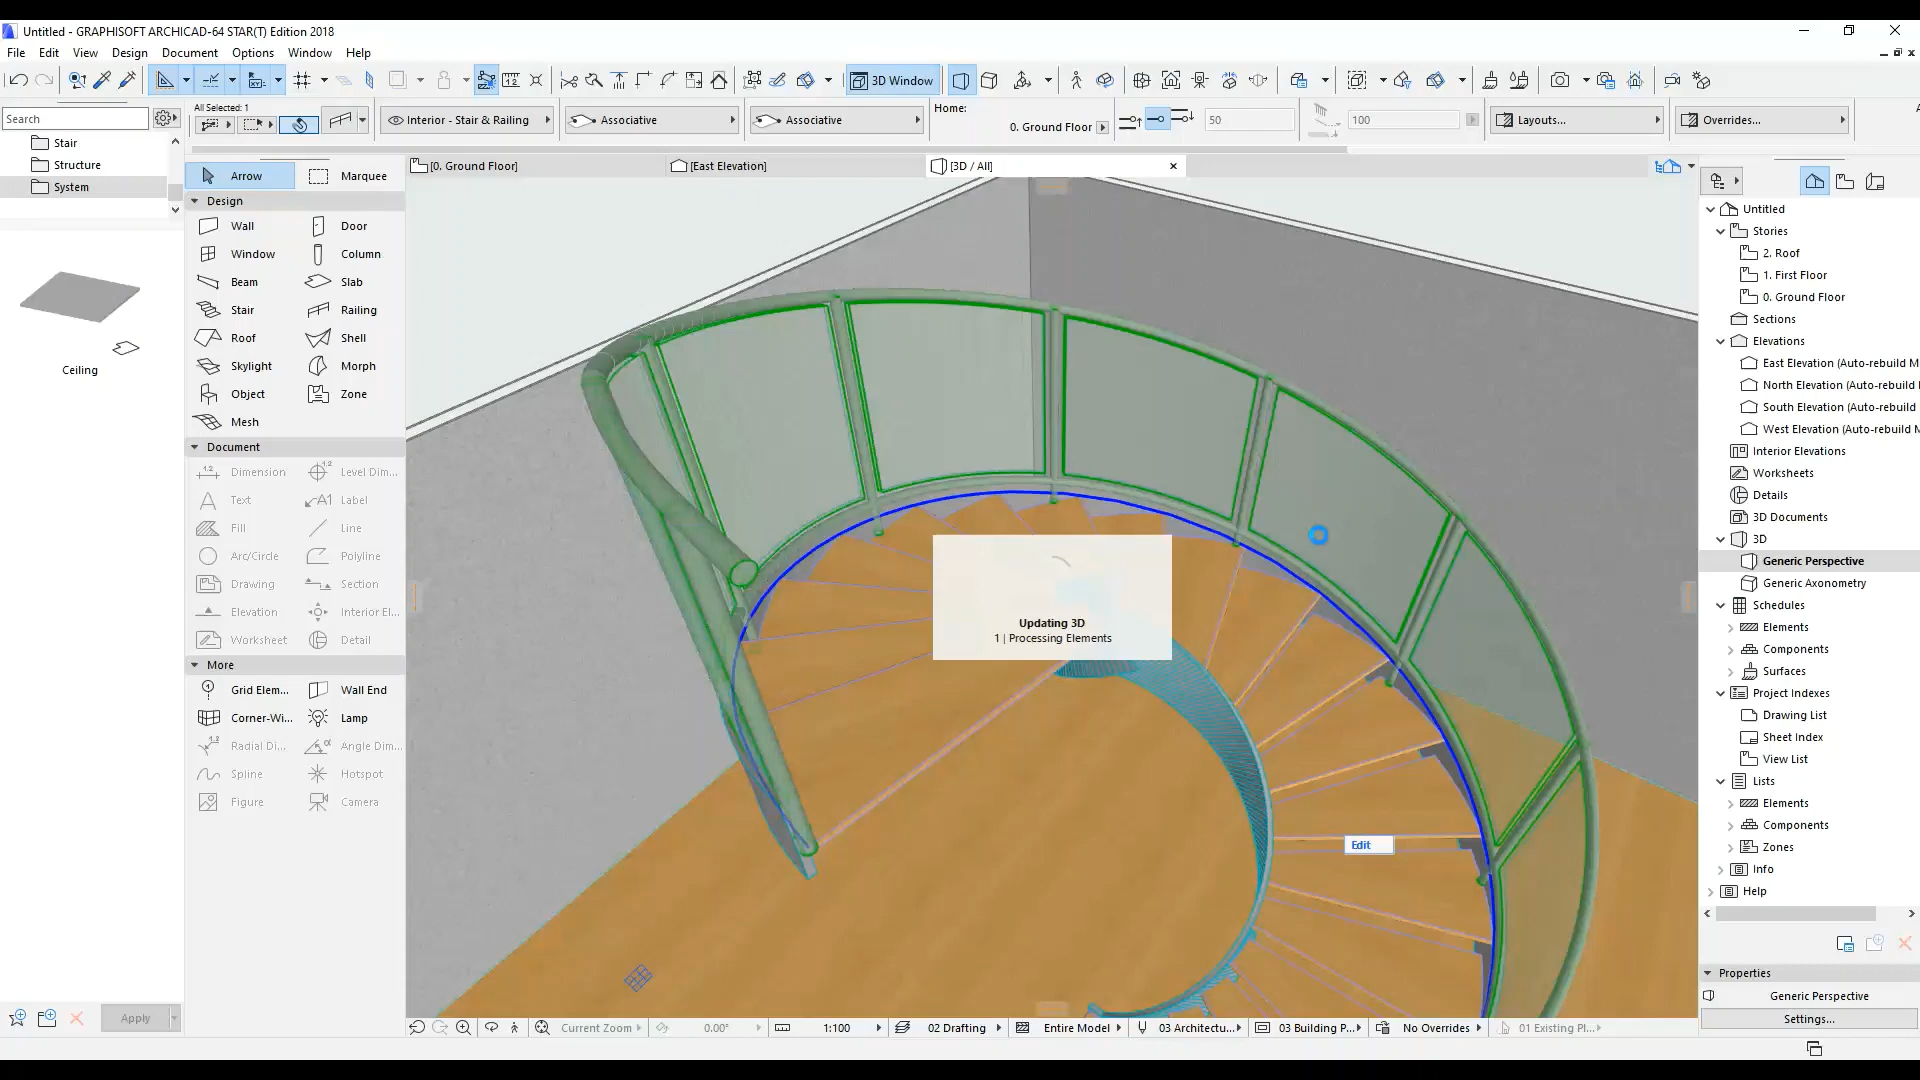 Untitled - GRAPHISOFT ARCHICAD-64 STAR(T) Edition 2018
File Edit View Design Document Options Window Help
3D Window
Search
All Selected: 1
Interior - Stair & Railing
Associative
Associative
Home:
0. Ground Floor
50
100
Layouts...
Overrides...
Stair
Structure
System
Ceiling
Apply
Arrow Marquee
Design
Wall Door
Window Column
Beam Slab
Stair Railing
Roof Shell
Skylight Morph
Object Zone
Mesh
Document
Dimension Level Dim...
Text Label
Fill Line
Arc/Circle Polyline
Drawing Section
Elevation Interior El...
Worksheet Detail
More
Grid Elem... Wall End
Corner-Wi... Lamp
Radial Di... Angle Dim...
Spline Hotspot
Figure Camera
[0. Ground Floor] [East Elevation] [3D / All]
Updating 3D
1 | Processing Elements
Edit
Current Zoom 0.00° 1:100 02 Drafting Entire Model 03 Architectu... 03 Building P... No Overrides 01 Existing Pl...
Untitled
Stories
2. Roof
1. First Floor
0. Ground Floor
Sections
Elevations
East Elevation (Auto-rebuild M
North Elevation (Auto-rebuild
South Elevation (Auto-rebuild
West Elevation (Auto-rebuild M
Interior Elevations
Worksheets
Details
3D Documents
3D
Generic Perspective
Generic Axonometry
Schedules
Elements
Components
Surfaces
Project Indexes
Drawing List
Sheet Index
View List
Lists
Elements
Components
Zones
Info
Help
Properties
Generic Perspective
Settings...